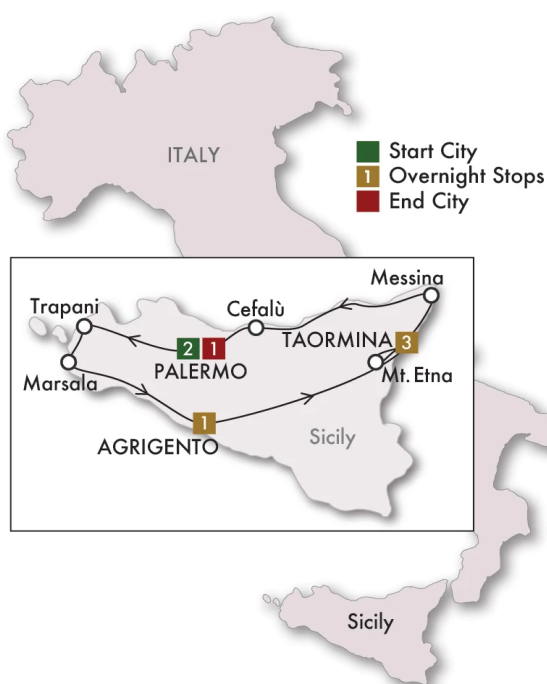 ITALY
Start City
1 Overnight Stops
End City
Messina
Trapani
Cefalù
TAORMINA 3
2 1
PALERMO
Mt. Etna
Marsala
1
AGRIGENTO
Sicily
Sicily